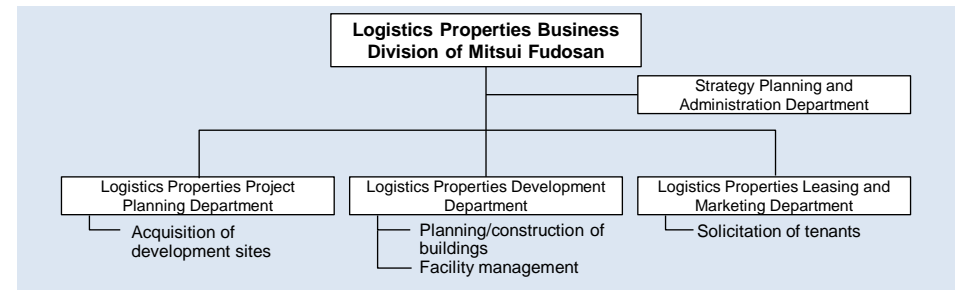 Logistics Properties Business
Division of Mitsui Fudosan
Strategy Planning and
Administration Department
Logistics Properties Project
Planning Department
Acquisition of
development sites
Logistics Properties Development
Department
Planning/construction of
buildings
Facility management
Logistics Properties Leasing and
Marketing Department
Solicitation of tenants